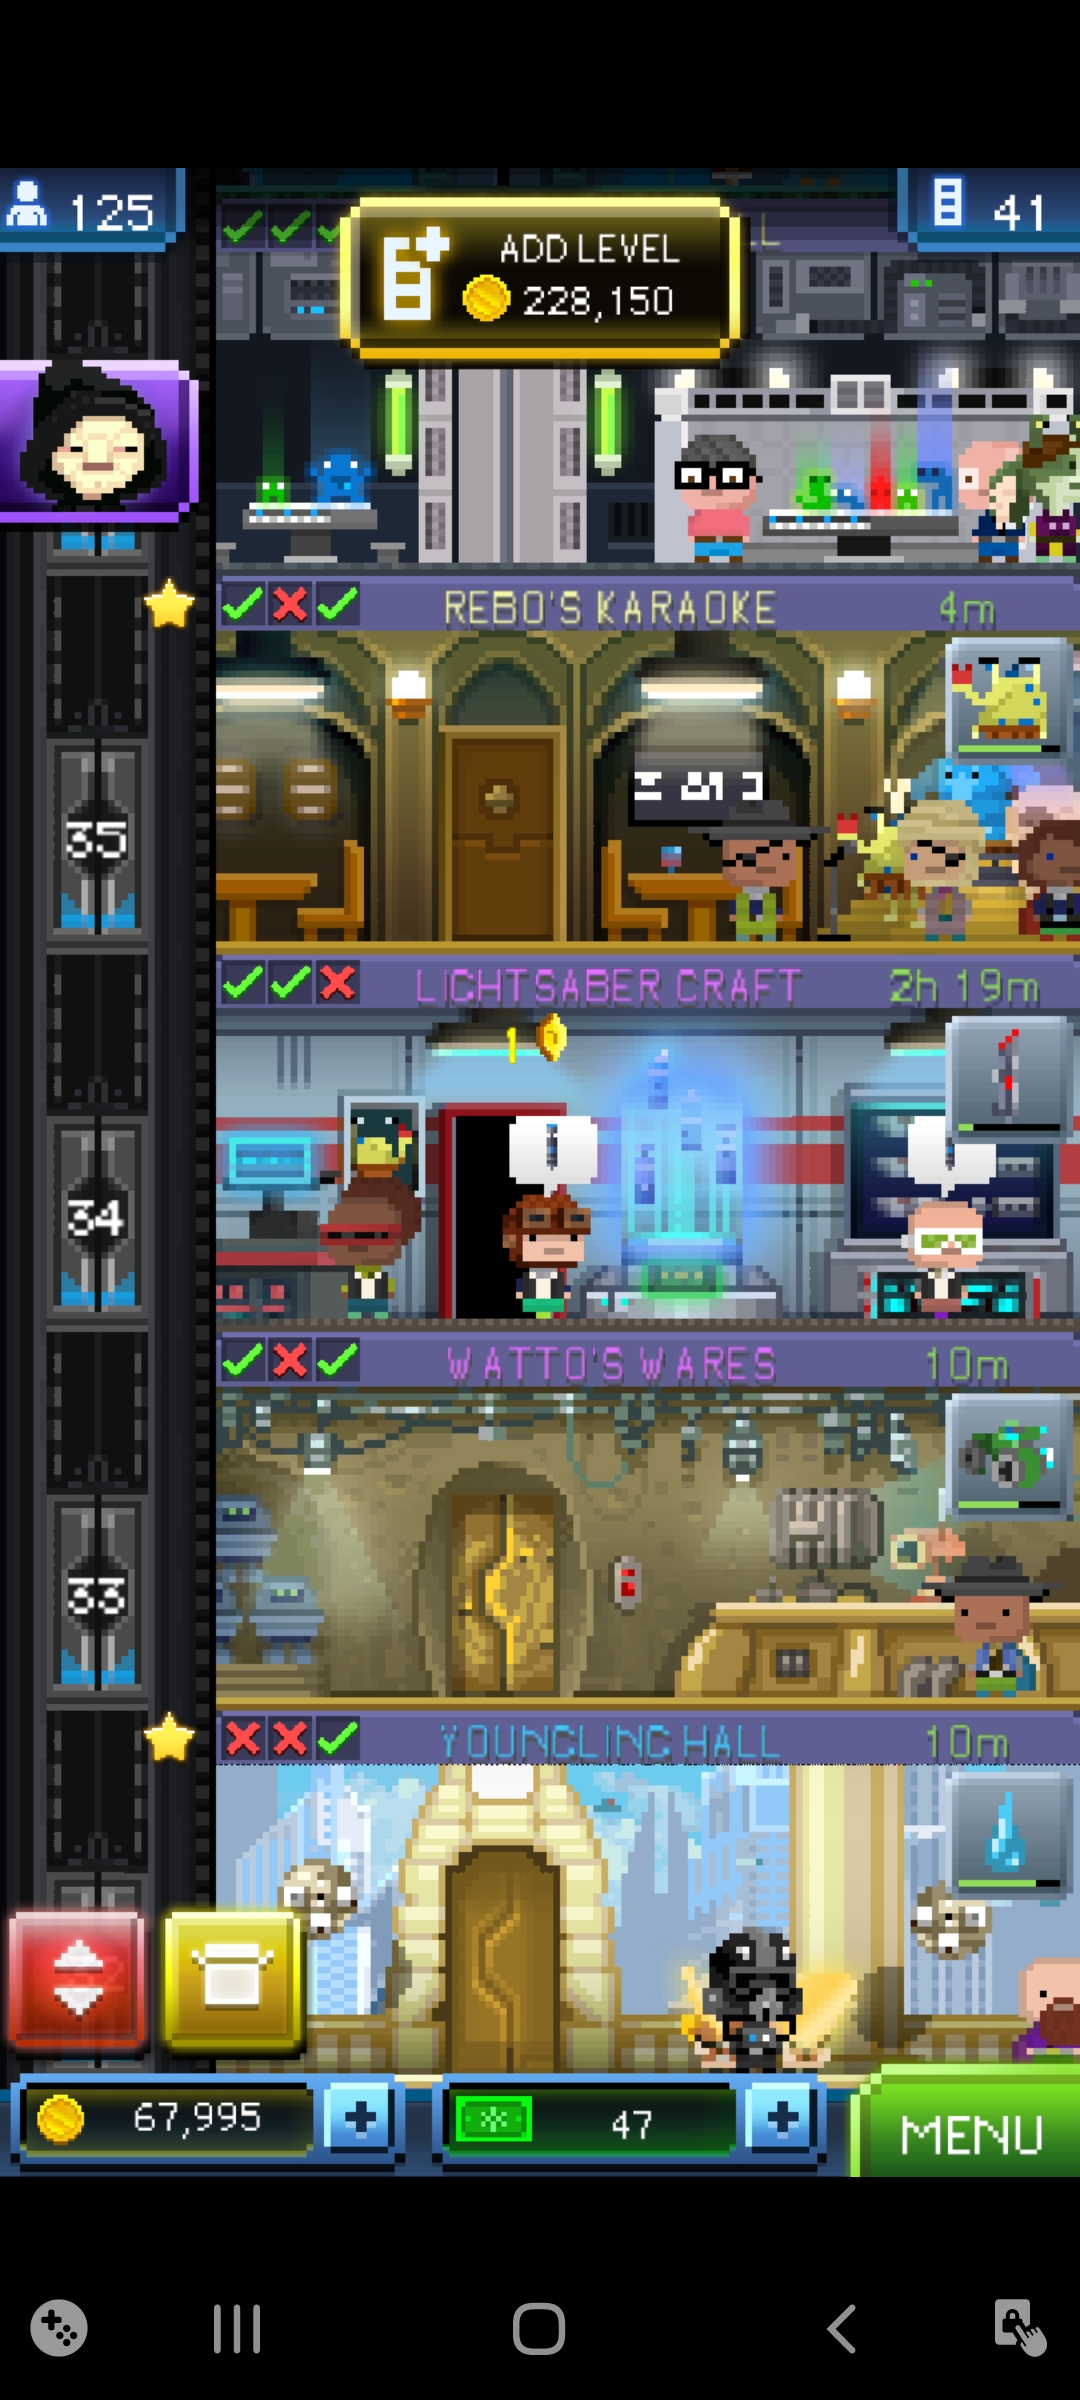 125
41
ADD LEVEL
228,150
REBO'S KARAOKE
4m
35
LIGHTSABER CRAFT
2h 19m
1
34
WATTO'S WARES
10m
33
YOUNGLING HALL
10m
67,995
47
MENU